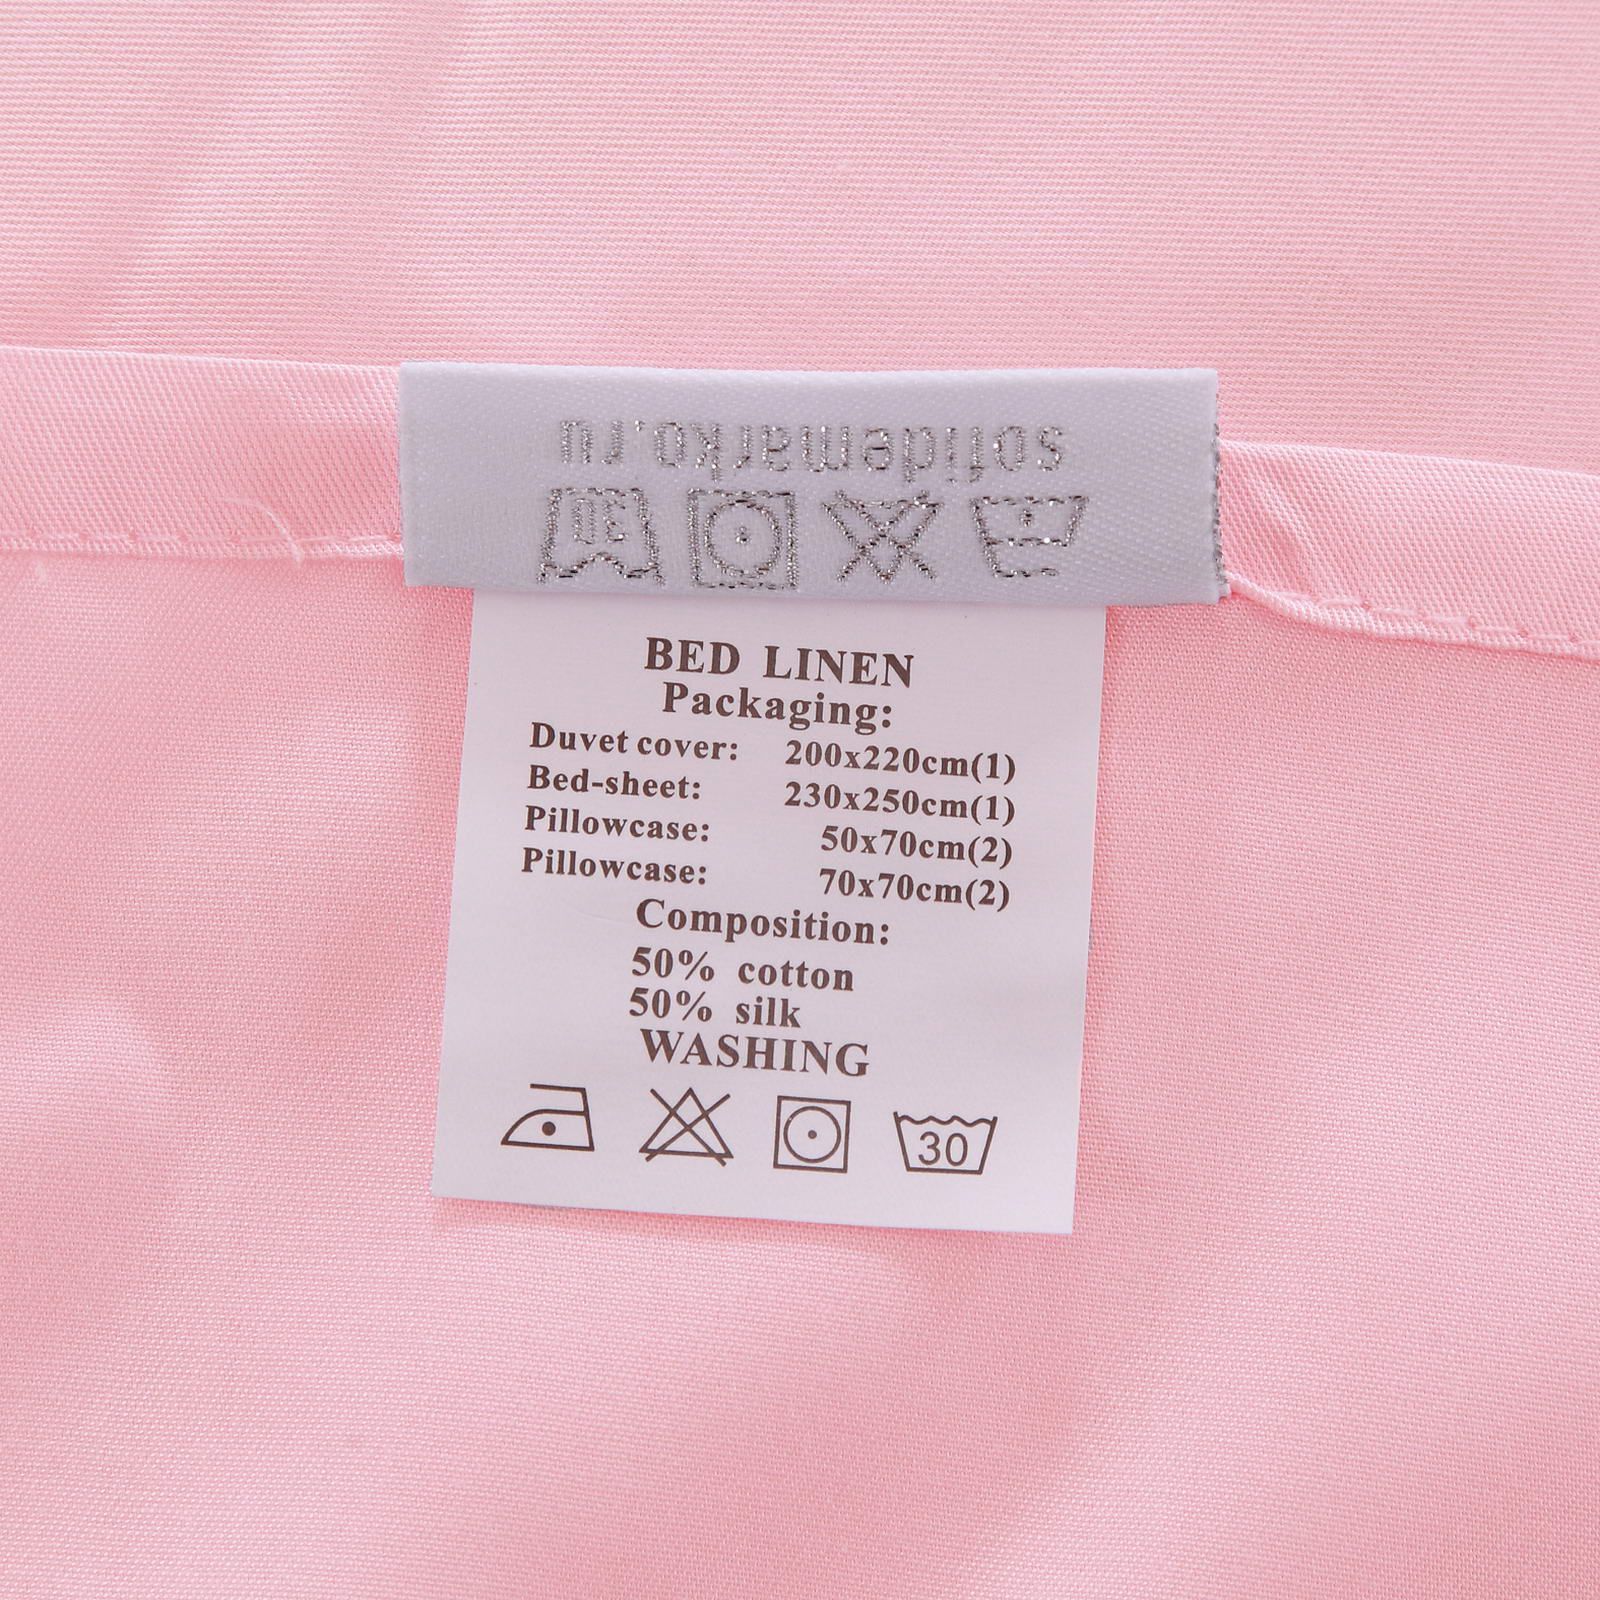 sofidemarko.ru
30
BED LINEN
Packaging:
Duvet cover: 200x220cm(1)
Bed-sheet: 230x250cm(1)
Pillowcase: 50x70cm(2)
Pillowcase: 70x70cm(2)
Composition:
50% cotton
50% silk
WASHING
30